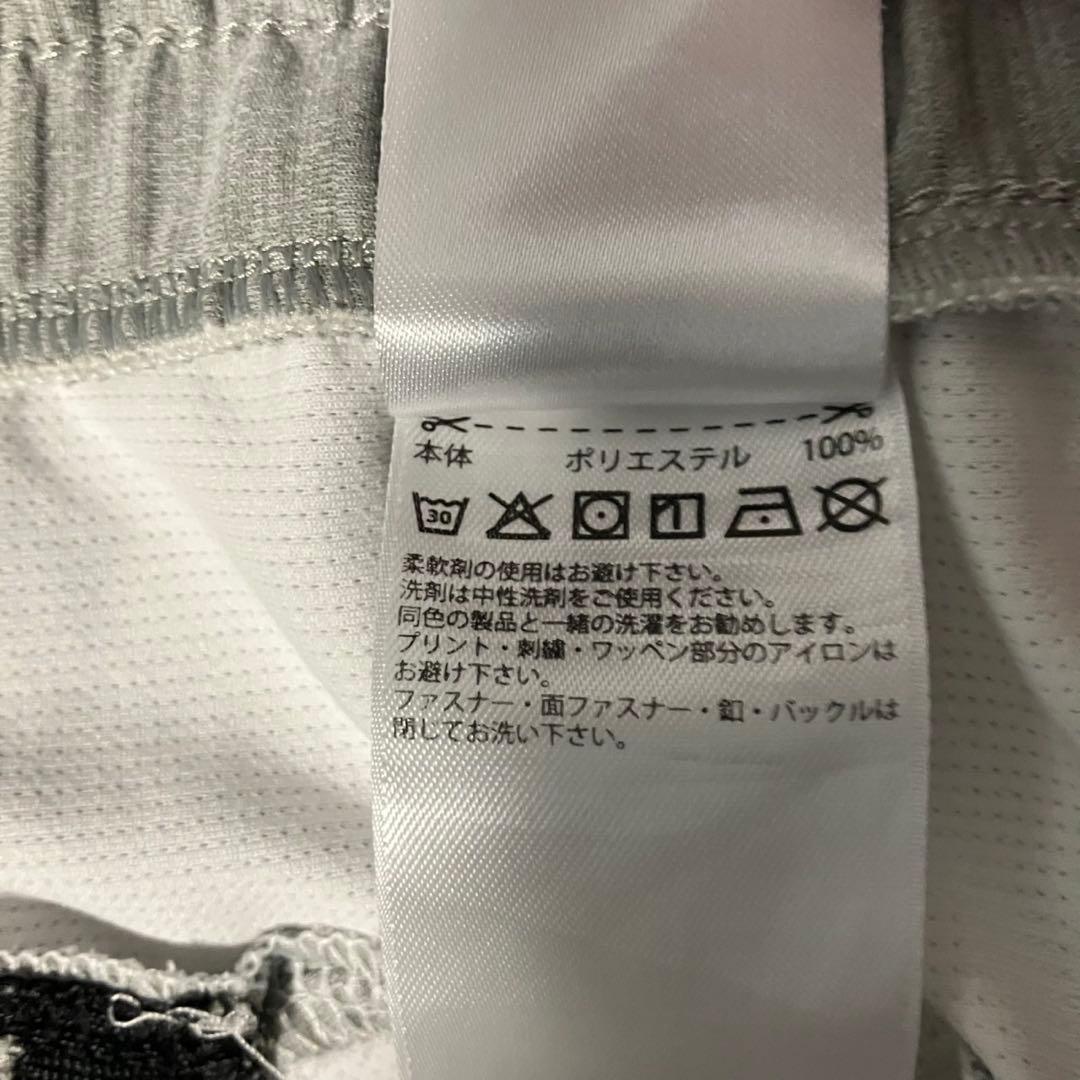 本体 ポリエステル 100%
30
柔軟剤の使用はお避け下さい。
洗剤は中性洗剤をご使用ください。
同色の製品と一緒の洗濯をお勧めします。
プリント・刺繍・ワッペン部分のアイロンは
お避け下さい。
ファスナー・面ファスナー・釦・バックルは
閉じてお洗い下さい。